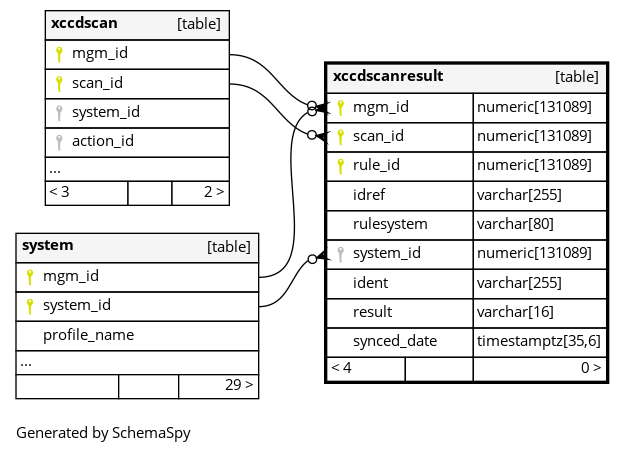 xccdscan [table]
mgm_id
scan_id
system_id
action_id
...
< 3 2 >
system [table]
mgm_id
system_id
profile_name
...
29 >
xccdscanresult [table]
mgm_id numeric[131089]
scan_id numeric[131089]
rule_id numeric[131089]
idref varchar[255]
rulesystem varchar[80]
system_id numeric[131089]
ident varchar[255]
result varchar[16]
synced_date timestamptz[35,6]
< 4 0 >
Generated by SchemaSpy